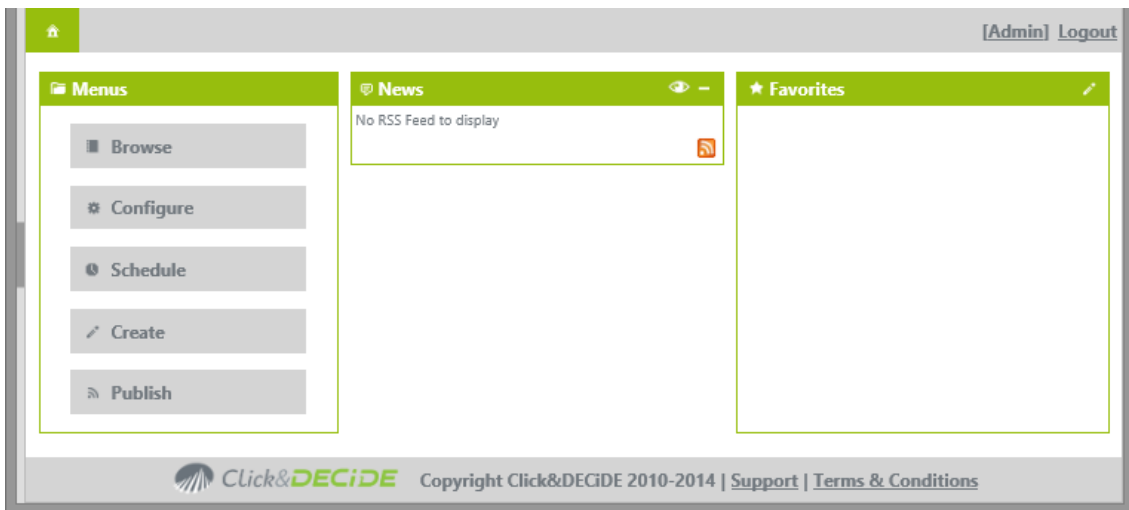 [Admin] Logout
Menus
Browse
Configure
Schedule
Create
Publish
News
No RSS Feed to display
Favorites
Click&DECiDE Copyright Click&DECiDE 2010-2014 | Support | Terms & Conditions